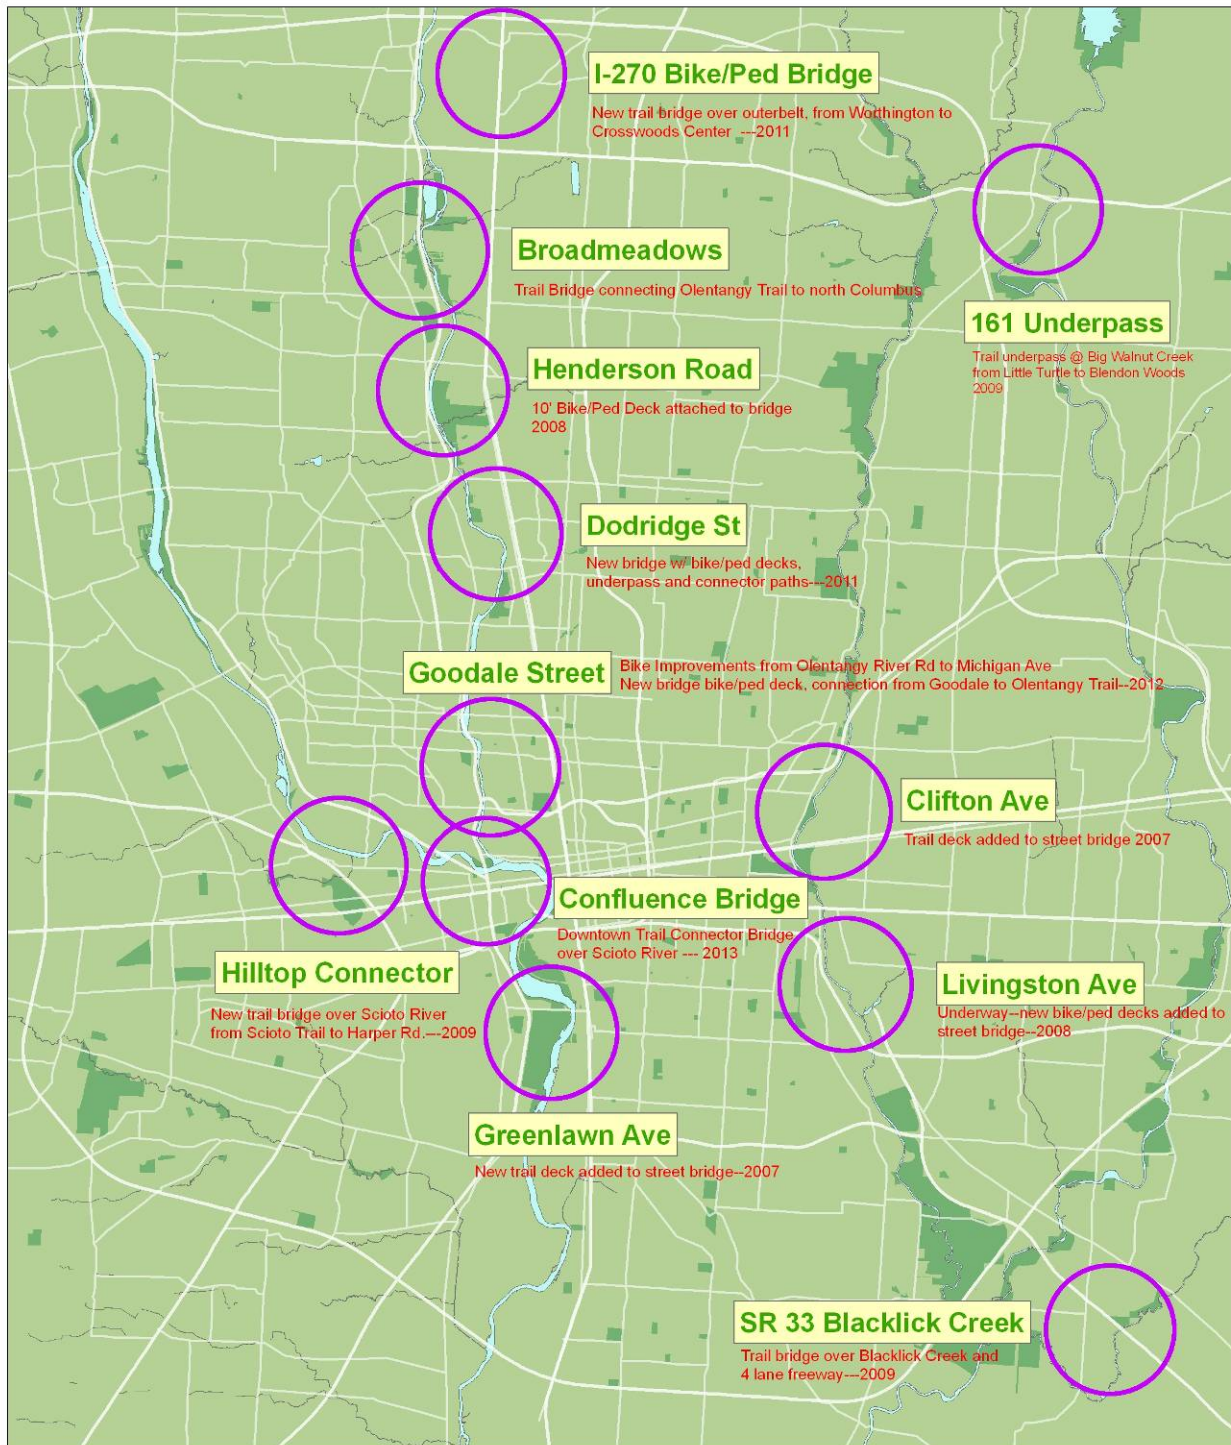 I-270 Bike/Ped Bridge
New trail bridge over outerbelt, from Worthington to
Crosswoods Center ---2011
Broadmeadows
Trail Bridge connecting Olentangy Trail to north Columbus
161 Underpass
Trail underpass @ Big Walnut Creek
from Little Turtle to Blendon Woods
2009
Henderson Road
10' Bike/Ped Deck attached to bridge
2008
Dodridge St
New bridge w/ bike/ped decks,
underpass and connector paths---2011
Goodale Street
Bike Improvements from Olentangy River Rd to Michigan Ave
New bridge bike/ped deck, connection from Goodale to Olentangy Trail--2012
Clifton Ave
Trail deck added to street bridge 2007
Confluence Bridge
Downtown Trail Connector Bridge
over Scioto River --- 2013
Hilltop Connector
New trail bridge over Scioto River
from Scioto Trail to Harper Rd.---2009
Livingston Ave
Underway--new bike/ped decks added to
street bridge--2008
Greenlawn Ave
New trail deck added to street bridge--2007
SR 33 Blacklick Creek
Trail bridge over Blacklick Creek and
4 lane freeway---2009